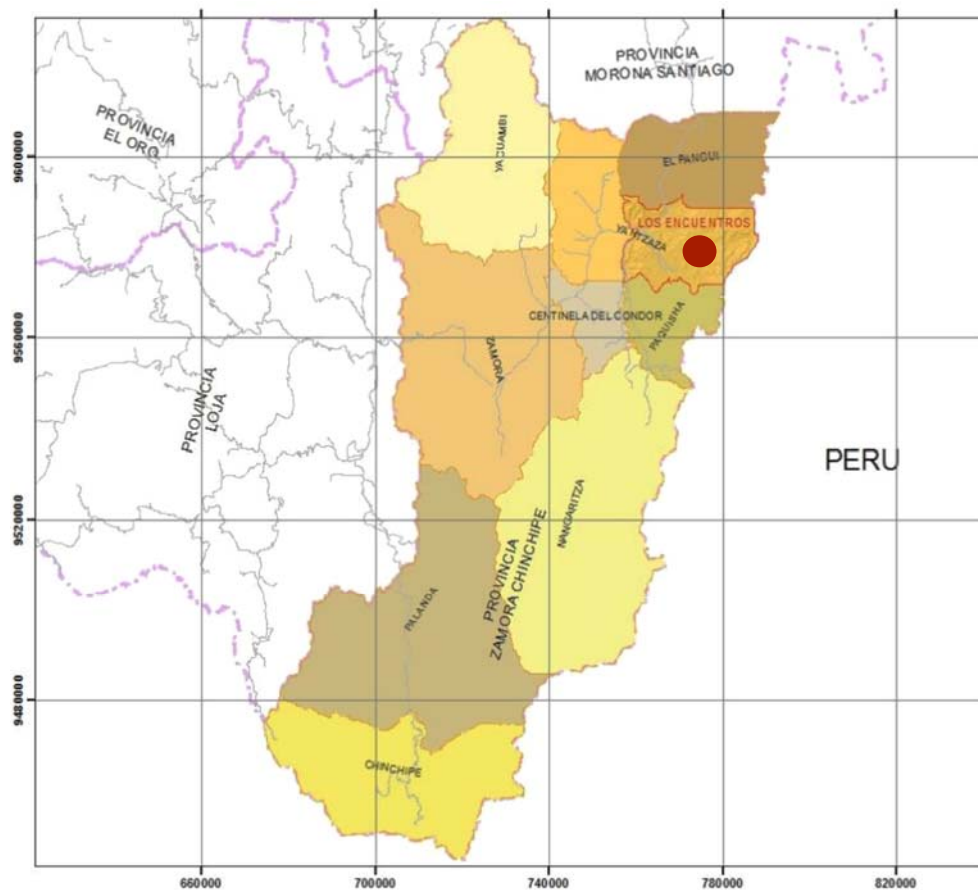 PROVINCIA
MORONA SANTIAGO
PROVINCIA
EL ORO
YACUAMBI
EL PANGUI
LOS ENCUENTROS
YANTZAZA
CENTINELA DEL CONDOR
PAQUISHA
ZAMORA
PROVINCIA
LOJA
PERU
NANGARITZA
PROVINCIA
ZAMORA CHINCHIPE
PALANDA
CHINCHIPE
9600000
9560000
9520000
9480000
660000
700000
740000
780000
820000